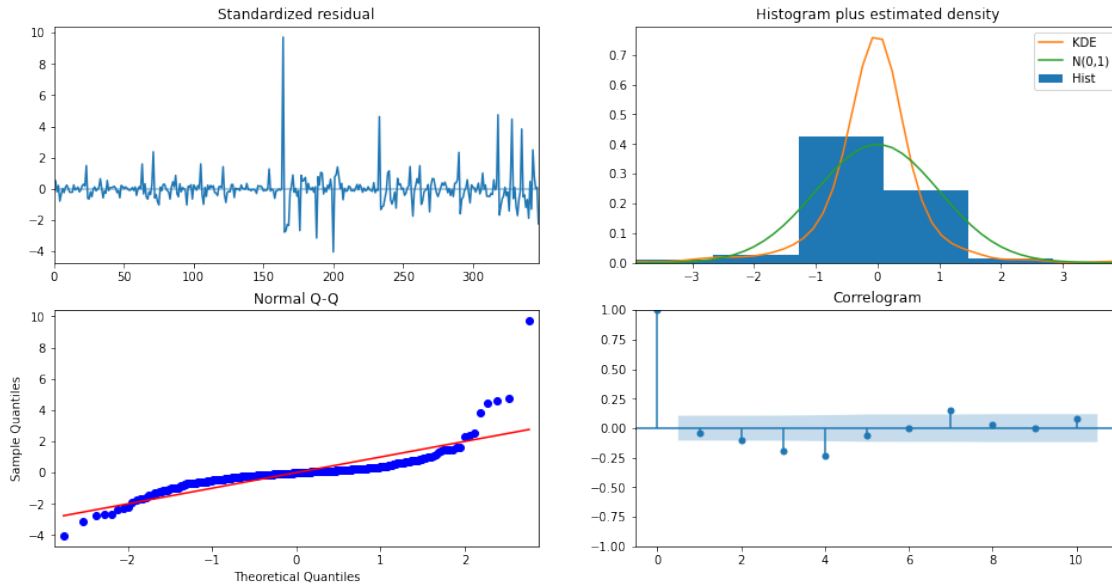 Standardized residual
10
8
6
4
2
0
−2
−4
0 50 100 150 200 250 300
Histogram plus estimated density
KDE
N(0,1)
Hist
0.7
0.6
0.5
0.4
0.3
0.2
0.1
0.0
−3 −2 −1 0 1 2 3
Normal Q-Q
Sample Quantiles
10
8
6
4
2
0
−2
−4
−2 −1 0 1 2
Theoretical Quantiles
Correlogram
1.00
0.75
0.50
0.25
0.00
−0.25
−0.50
−0.75
−1.00
0 2 4 6 8 10